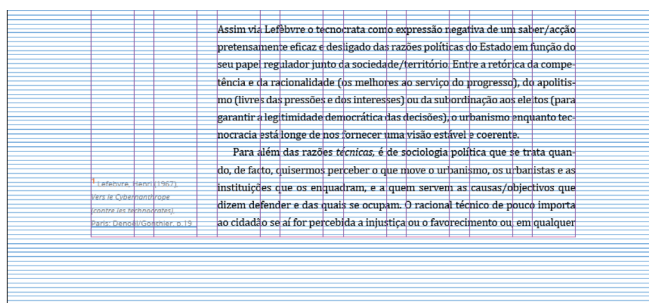 Assim via Lefèbvre o tecnocrata como expressão negativa de um saber/acção
pretensamente eficaz e desligado das razões políticas do Estado em função do
seu papel regulador junto da sociedade/território. Entre a retórica da compe-
tência e da racionalidade (os melhores ao serviço do progresso), do apolitis-
mo (livres das pressões e dos interesses) ou da subordinação aos eleitos (para
garantir a legitimidade democrática das decisões), o urbanismo enquanto tec-
nocracia está longe de nos fornecer uma visão estável e coerente.
Para além das razões técnicas, é de sociologia política que se trata quan-
do, de facto, quisermos perceber o que move o urbanismo, os urbanistas e as
instituições que os enquadram, e a quem servem as causas/objectivos que
dizem defender e das quais se ocupam. O racional técnico de pouco importa
ao cidadão se aí for percebida a injustiça ou o favorecimento ou, em qualquer
Lefebvre, Henri (1967),
Vers le Cybernanthrope
(contre les technocrates),
Paris: Denoël/Gonthier, p.19